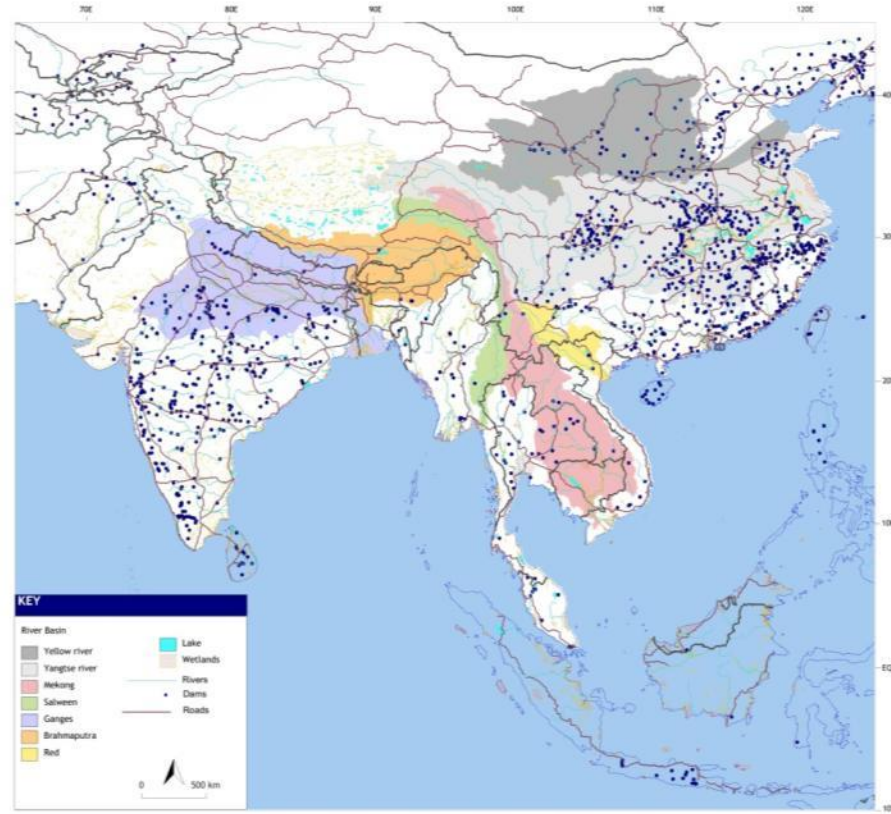 70E 80E 90E 100E 110E 120E
40
30
20
10
EQ
10
KEY
River Basin
Yellow river
Yangtse river
Mekong
Salween
Ganges
Brahmaputra
Red
Lake
Wetlands
Rivers
Dams
Roads
0 500 km